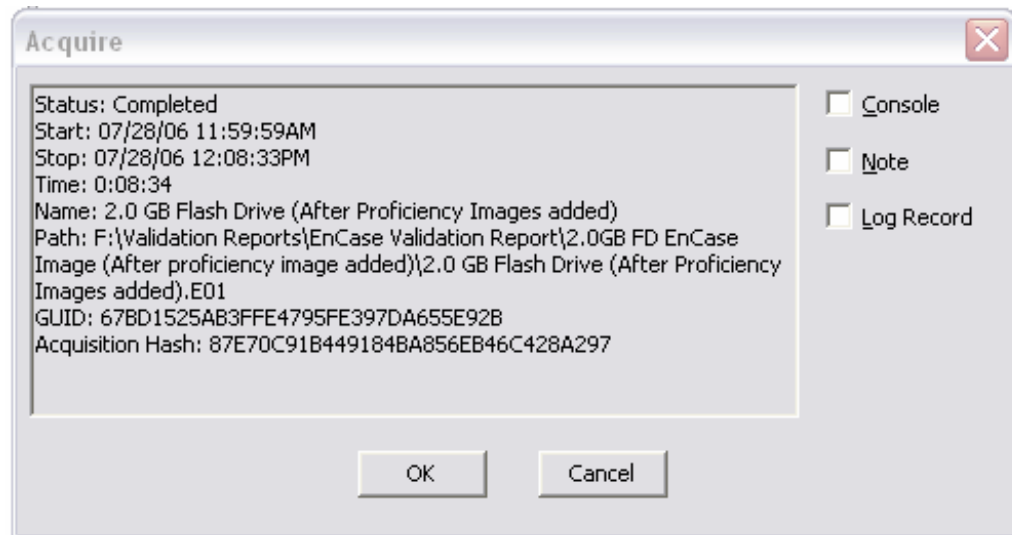 Acquire
Status: Completed
Start: 07/28/06 11:59:59AM
Stop: 07/28/06 12:08:33PM
Time: 0:08:34
Name: 2.0 GB Flash Drive (After Proficiency Images added)
Path: F:\Validation Reports\EnCase Validation Report\2.0GB FD EnCase
Image (After proficiency image added)\2.0 GB Flash Drive (After Proficiency
Images added).E01
GUID: 67BD1525AB3FFE4795FE397DA655E92B
Acquisition Hash: 87E70C91B449184BA856EB46C428A297
Console
Note
Log Record
OK
Cancel